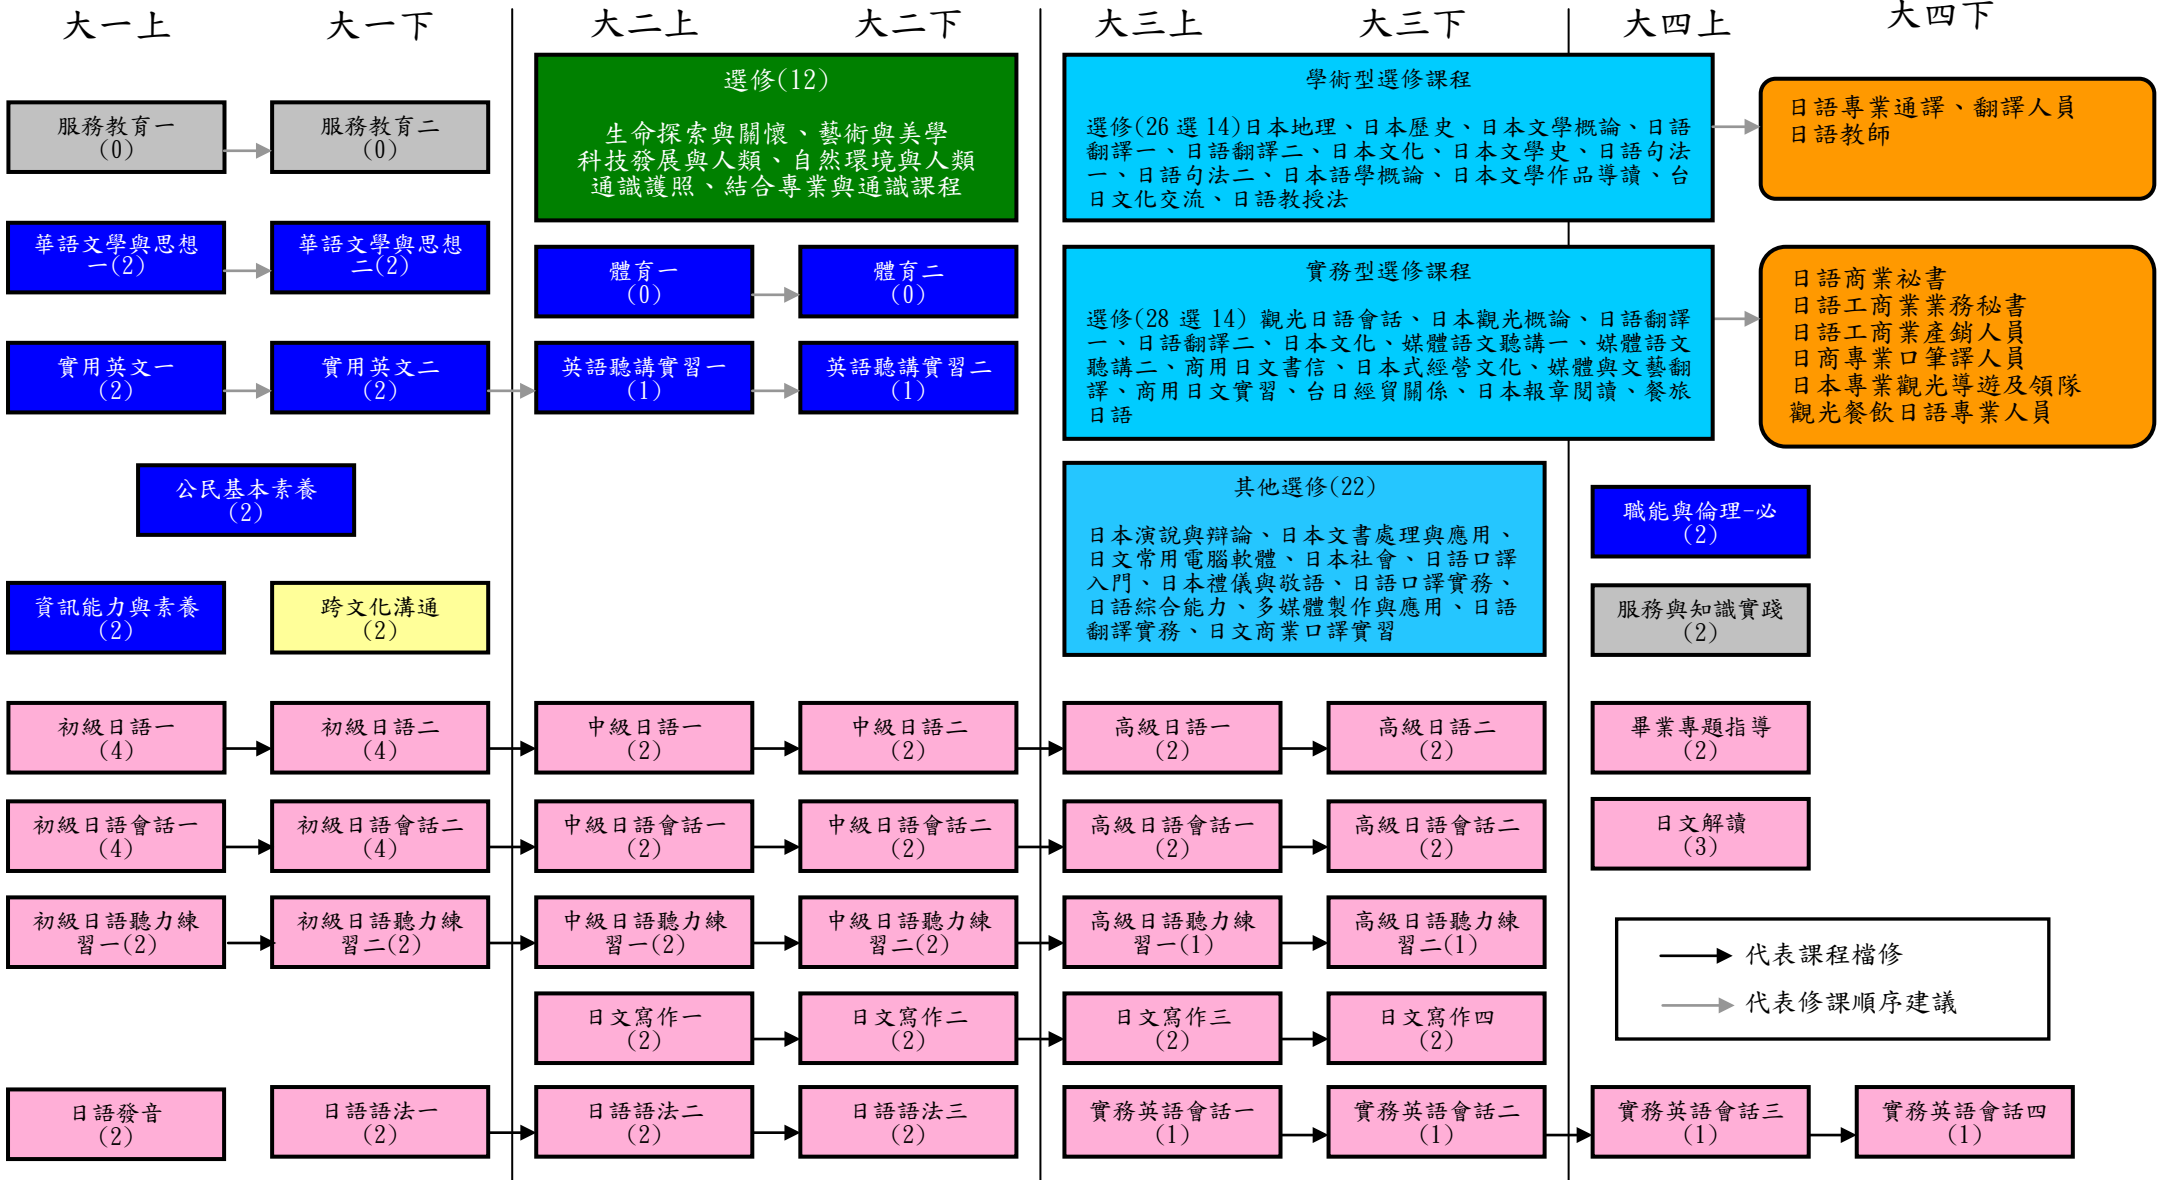 大一上
大一下
大二上
大二下
大三上
大三下
大四上
大四下
服務教育一
(0)
服務教育二
(0)
選修(12)
生命探索與關懷、藝術與美學
科技發展與人類、自然環境與人類
通識護照、結合專業與通識課程
學術型選修課程
選修(26 選 14)日本地理、日本歷史、日本文學概論、日語
翻譯一、日語翻譯二、日本文化、日本文學史、日語句法
一、日語句法二、日本語學概論、日本文學作品導讀、台
日文化交流、日語教授法
日語專業通譯、翻譯人員
日語教師
華語文學與思想
一(2)
華語文學與思想
二(2)
體育一
(0)
體育二
(0)
實務型選修課程
選修(28 選 14) 觀光日語會話、日本觀光概論、日語翻譯
一、日語翻譯二、日本文化、媒體語文聽講一、媒體語文
聽講二、商用日文書信、日本式經營文化、媒體與文藝翻
譯、商用日文實習、台日經貿關係、日本報章閱讀、餐旅
日語
日語商業祕書
日語工商業業務秘書
日語工商業產銷人員
日商專業口筆譯人員
日本專業觀光導遊及領隊
觀光餐飲日語專業人員
實用英文一
(2)
實用英文二
(2)
英語聽講實習一
(1)
英語聽講實習二
(1)
公民基本素養
(2)
其他選修(22)
日本演說與辯論、日本文書處理與應用、
日文常用電腦軟體、日本社會、日語口譯
入門、日本禮儀與敬語、日語口譯實務、
日語綜合能力、多媒體製作與應用、日語
翻譯實務、日文商業口譯實習
職能與倫理-必
(2)
資訊能力與素養
(2)
跨文化溝通
(2)
服務與知識實踐
(2)
初級日語一
(4)
初級日語二
(4)
中級日語一
(2)
中級日語二
(2)
高級日語一
(2)
高級日語二
(2)
畢業專題指導
(2)
初級日語會話一
(4)
初級日語會話二
(4)
中級日語會話一
(2)
中級日語會話二
(2)
高級日語會話一
(2)
高級日語會話二
(2)
日文解讀
(3)
初級日語聽力練
習一(2)
初級日語聽力練
習二(2)
中級日語聽力練
習一(2)
中級日語聽力練
習二(2)
高級日語聽力練
習一(1)
高級日語聽力練
習二(1)
代表課程檔修
代表修課順序建議
日文寫作一
(2)
日文寫作二
(2)
日文寫作三
(2)
日文寫作四
(2)
日語發音
(2)
日語語法一
(2)
日語語法二
(2)
日語語法三
(2)
實務英語會話一
(1)
實務英語會話二
(1)
實務英語會話三
(1)
實務英語會話四
(1)